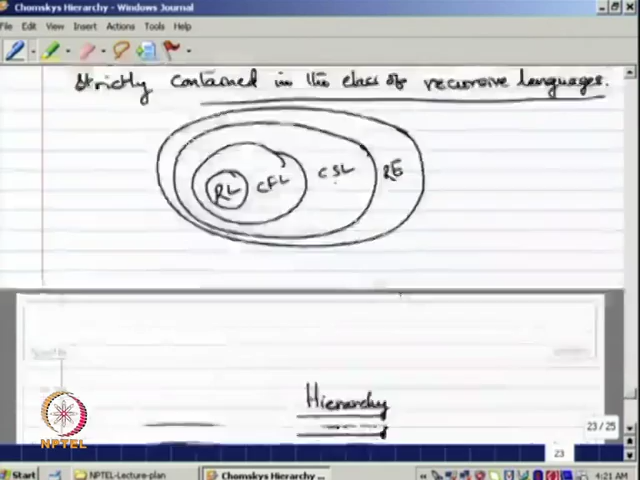 Chomskys Hierarchy - Windows Journal
File Edit View Insert Actions Tools Help
Strictly contained in the class of recursive languages.
RL CFL CSL RE
Hierarchy
NPTEL
23/25
23
Start NPTEL-Lecture-plan Chomskys Hierarchy - ... 4:21 AM